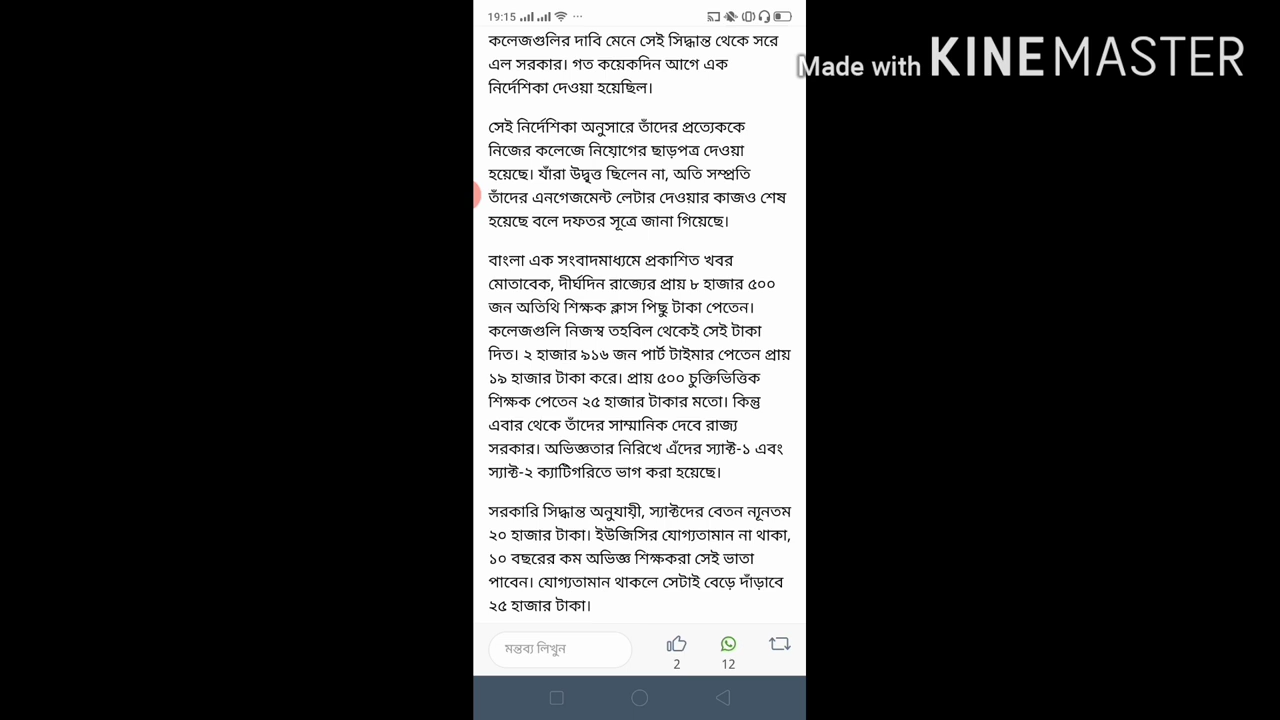 19:15
কলেজগুলির দাবি মেনে সেই সিদ্ধান্ত থেকে সরে
এল সরকার। গত কয়েকদিন আগে এক
নির্দেশিকা দেওয়া হয়েছিল।
সেই নির্দেশিকা অনুসারে তাঁদের প্রত্যেককে
নিজের কলেজে নিয়োগের ছাড়পত্র দেওয়া
হয়েছে। যাঁরা উদ্বৃত্ত ছিলেন না, অতি সম্প্রতি
তাঁদের এনগেজমেন্ট লেটার দেওয়ার কাজও শেষ
হয়েছে বলে দফতর সূত্রে জানা গিয়েছে।
বাংলা এক সংবাদমাধ্যমে প্রকাশিত খবর
মোতাবেক, দীর্ঘদিন রাজ্যের প্রায় ৮ হাজার ৫০০
জন অতিথি শিক্ষক ক্লাস পিছু টাকা পেতেন।
কলেজগুলি নিজস্ব তহবিল থেকেই সেই টাকা
দিত। ২ হাজার ৯১৬ জন পার্ট টাইমার পেতেন প্রায়
১৯ হাজার টাকা করে। প্রায় ৫০০ চুক্তিভিত্তিক
শিক্ষক পেতেন ২৫ হাজার টাকার মতো। কিন্তু
এবার থেকে তাঁদের সাম্মানিক দেবে রাজ্য
সরকার। অভিজ্ঞতার নিরিখে এঁদের স্যাক্ট-১ এবং
স্যাক্ট-২ ক্যাটিগরিতে ভাগ করা হয়েছে।
সরকারি সিদ্ধান্ত অনুযায়ী, স্যাক্টদের বেতন ন্যূনতম
২০ হাজার টাকা। ইউজিসির যোগ্যতামান না থাকা,
১০ বছরের কম অভিজ্ঞ শিক্ষকরা সেই ভাতা
পাবেন। যোগ্যতামান থাকলে সেটাই বেড়ে দাঁড়াবে
২৫ হাজার টাকা।
মন্তব্য লিখুন
2
12
Made with KINEMASTER